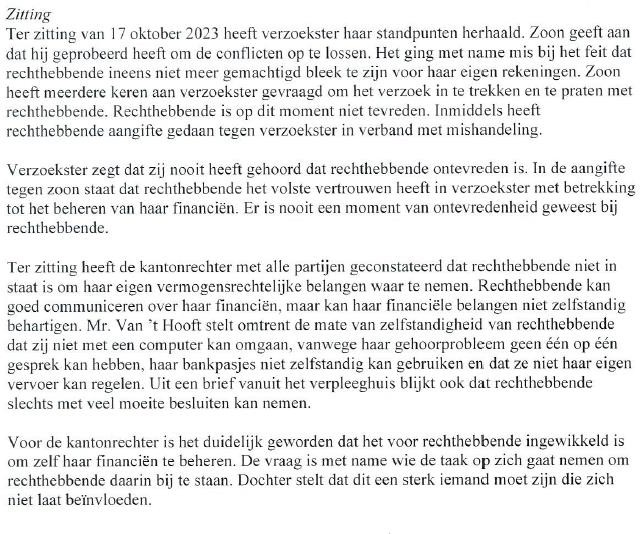 Zitting
Ter zitting van 17 oktober 2023 heeft verzoekster haar standpunten herhaald. Zoon geeft aan
dat hij geprobeerd heeft om de conflicten op te lossen. Het ging met name mis bij het feit dat
rechthebbende ineens niet meer gemachtigd bleek te zijn voor haar eigen rekeningen. Zoon
heeft meerdere keren aan verzoekster gevraagd om het verzoek in te trekken en te praten met
rechthebbende. Rechthebbende is op dit moment niet tevreden. Inmiddels heeft
rechthebbende aangifte gedaan tegen verzoekster in verband met mishandeling.

Verzoekster zegt dat zij nooit heeft gehoord dat rechthebbende ontevreden is. In de aangifte
tegen zoon staat dat rechthebbende het volste vertrouwen heeft in verzoekster met betrekking
tot het beheren van haar financiën. Er is nooit een moment van ontevredenheid geweest bij
rechthebbende.

Ter zitting heeft de kantonrechter met alle partijen geconstateerd dat rechthebbende niet in
staat is om haar eigen vermogensrechtelijke belangen waar te nemen. Rechthebbende kan
goed communiceren over haar financiën, maar kan haar financiële belangen niet zelfstandig
behartigen. Mr. Van 't Hooft stelt omtrent de mate van zelfstandigheid van rechthebbende
dat zij niet met een computer kan omgaan, vanwege haar gehoorprobleem geen één op één
gesprek kan hebben, haar bankpasjes niet zelfstandig kan gebruiken en dat ze niet haar eigen
vervoer kan regelen. Uit een brief vanuit het verpleeghuis blijkt ook dat rechthebbende
slechts met veel moeite besluiten kan nemen.

Voor de kantonrechter is het duidelijk geworden dat het voor rechthebbende ingewikkeld is
om zelf haar financiën te beheren. De vraag is met name wie de taak op zich gaat nemen om
rechthebbende daarin bij te staan. Dochter stelt dat dit een sterk iemand moet zijn die zich
niet laat beïnvloeden.